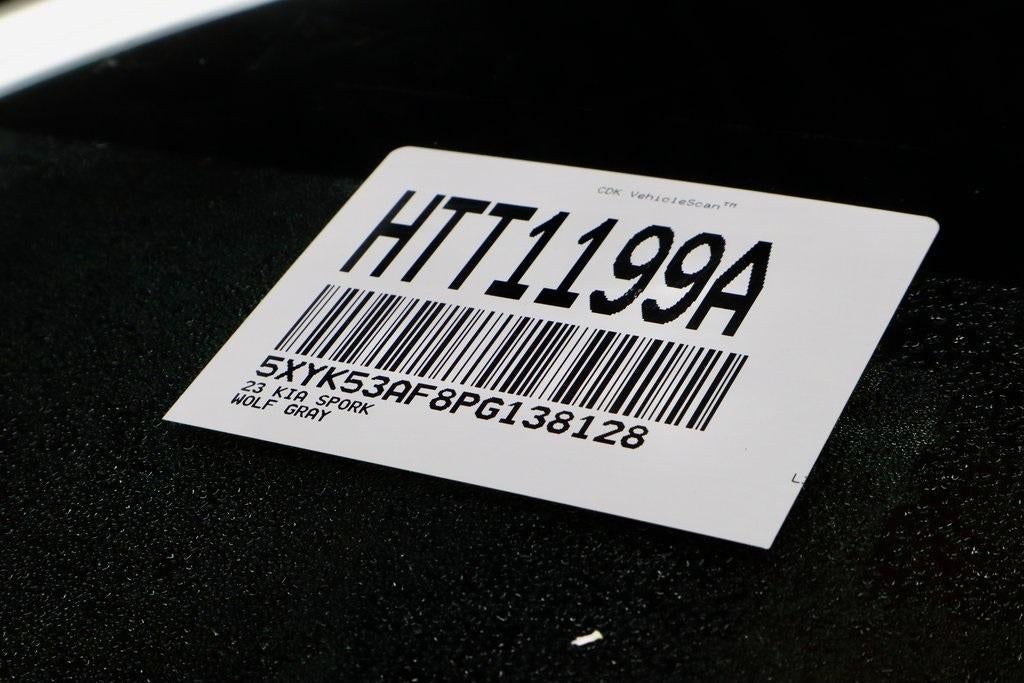 CDK VehicleScan™
HTT1199A
5XYK53AF8PG138128
23 KIA SPORK
WOLF GRAY